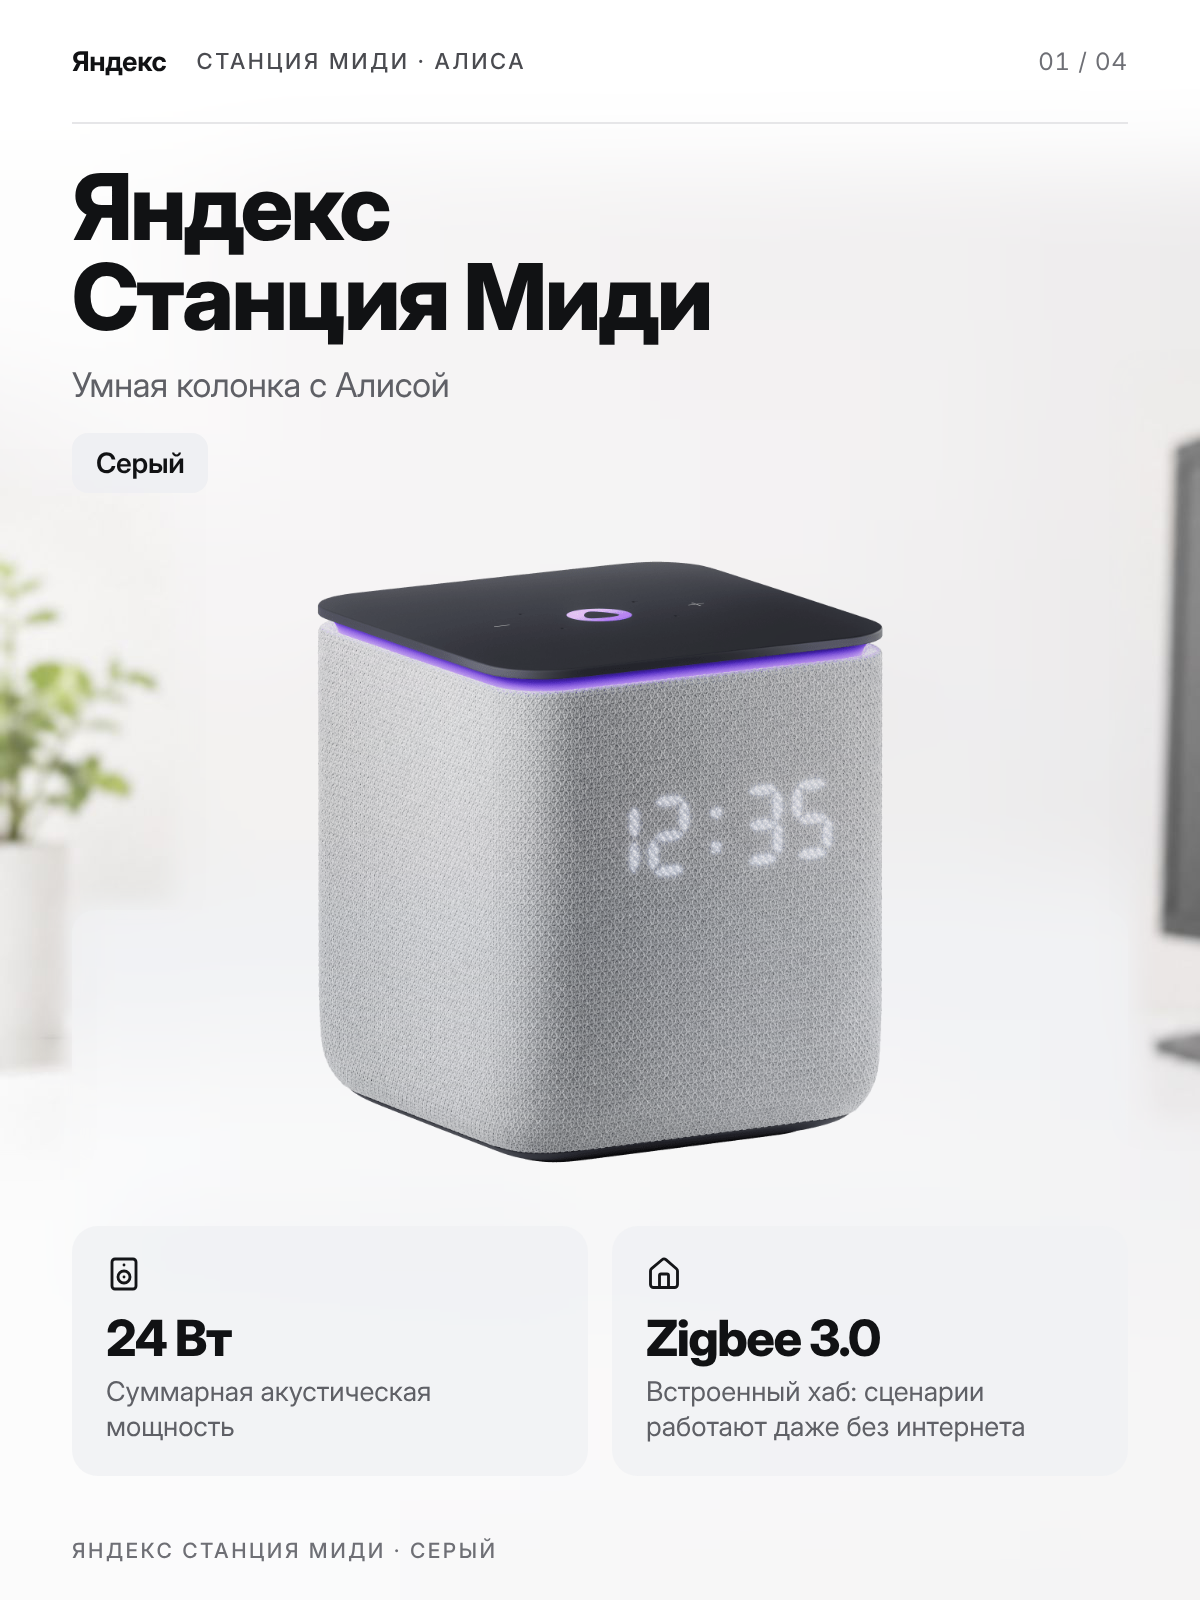 Яндекс СТАНЦИЯ МИДИ · АЛИСА 01 / 04
Яндекс
Станция Миди
Умная колонка с Алисой
Серый
12:35
24 Вт
Суммарная акустическая
мощность
Zigbee 3.0
Встроенный хаб: сценарии
работают даже без интернета
ЯНДЕКС СТАНЦИЯ МИДИ · СЕРЫЙ